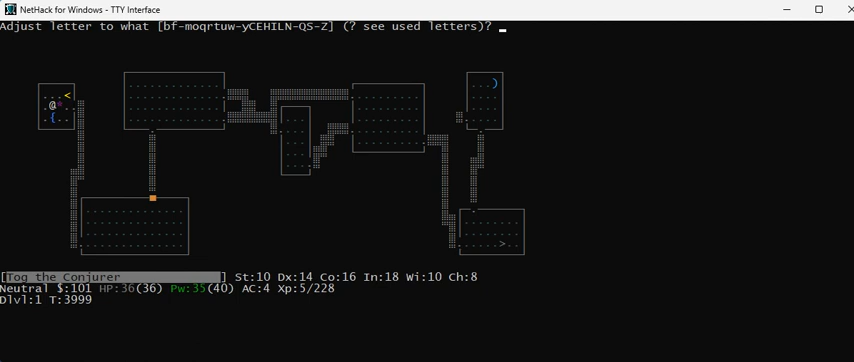 NetHack for Windows - TTY Interface
Adjust letter to what [bf-moqrtuw-yCEHILN-QS-Z] (? see used letters)?
[Tog the Conjurer ] St:10 Dx:14 Co:16 In:18 Wi:10 Ch:8
Neutral $:101 HP:36(36) Pw:35(40) AC:4 Xp:5/228
Dlvl:1 T:3999